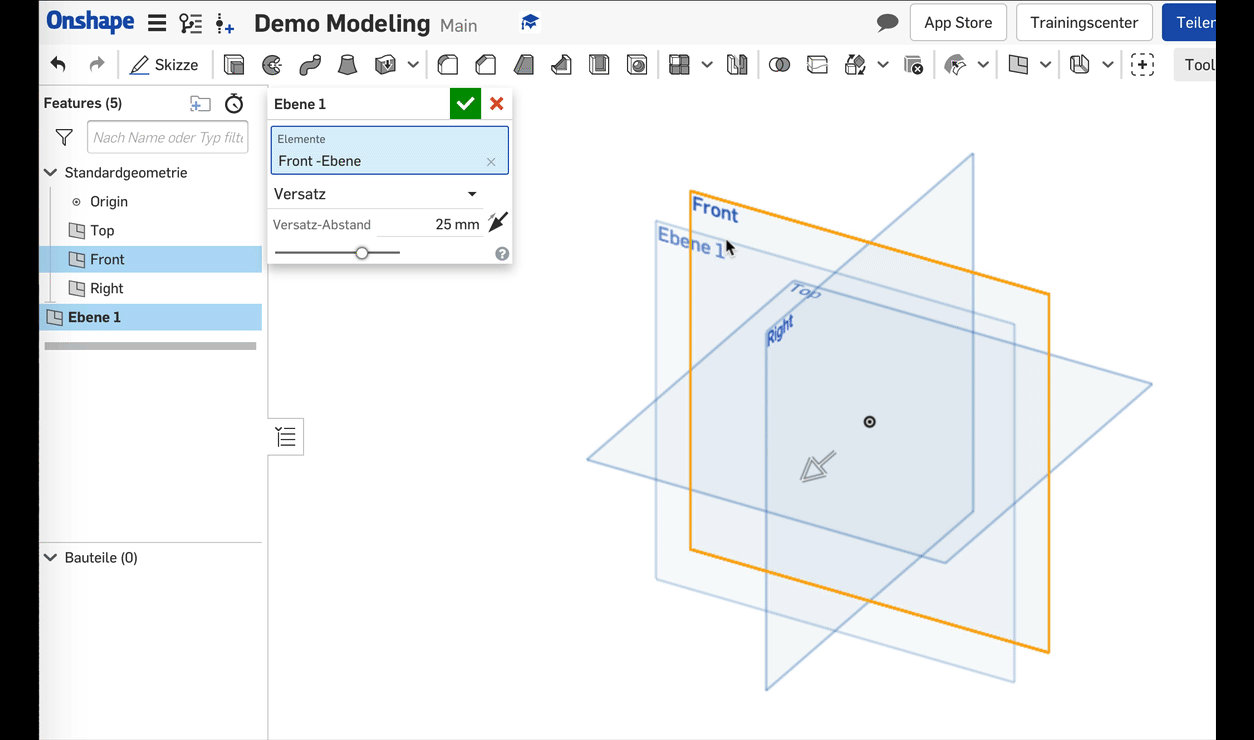 Onshape Demo Modeling Main App Store Trainingscenter Teiler
Skizze Tool
Features (5)
Nach Name oder Typ filte
Standardgeometrie
Origin
Top
Front
Right
Ebene 1
Bauteile (0)
Ebene 1
Elemente
Front -Ebene
Versatz
Versatz-Abstand 25 mm
Front
Ebene 1
Top
Right